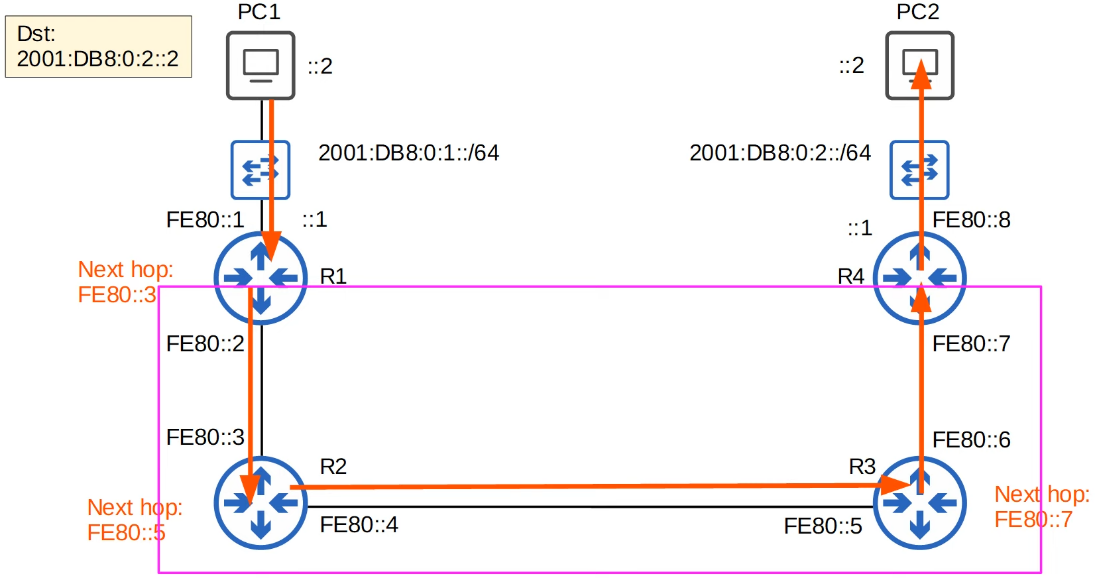 PC1
PC2
Dst:
2001:DB8:0:2::2
::2
::2
2001:DB8:0:1::/64
2001:DB8:0:2::/64
FE80::1
::1
::1
FE80::8
Next hop:
FE80::3
R1
R4
FE80::2
FE80::7
FE80::3
FE80::6
R2
R3
Next hop:
FE80::5
Next hop:
FE80::7
FE80::4
FE80::5